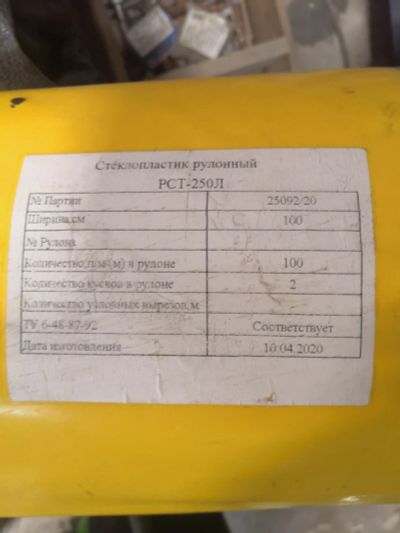 Стеклопластик рулонный
РСТ-250Л
№ Партии 25092/20
Ширина,см 100
№ Рулона
Количество п/м( м) в рулоне 100
Количество кусков в рулоне 2
Количество условных вырезов,м
ТУ 6-48-87-92 Соответствует
Дата изготовления 10.04.2020